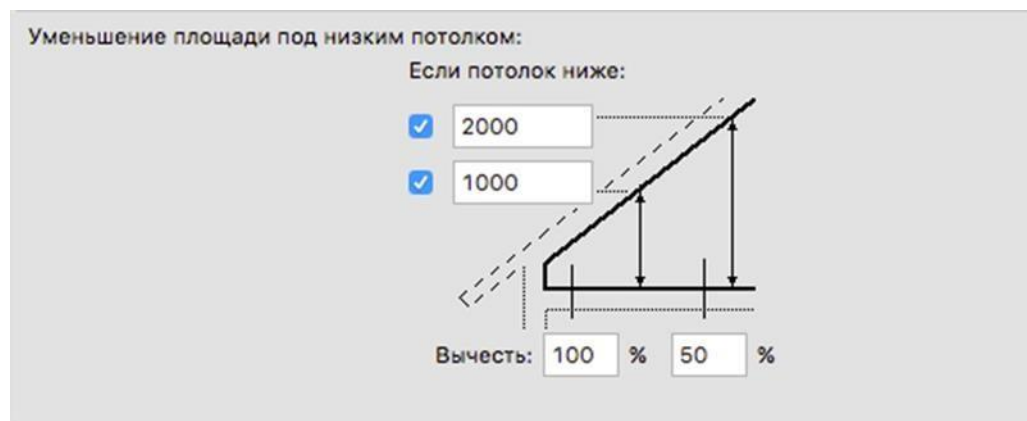 Уменьшение площади под низким потолком:
Если потолок ниже:
2000
1000
Вычесть: 100 % 50 %